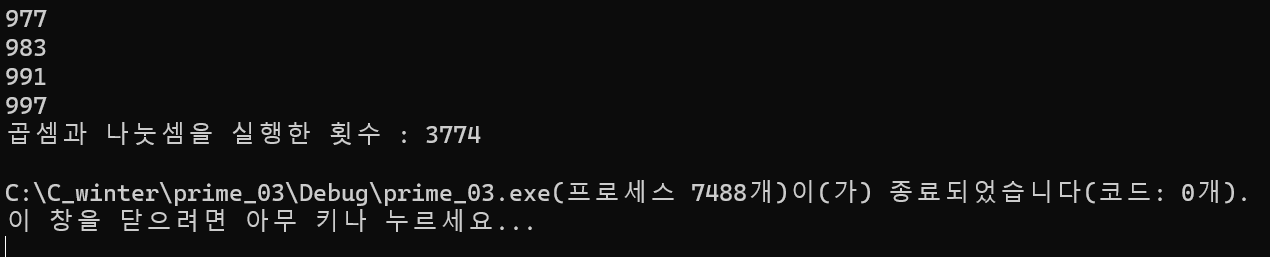 977
983
991
997
곱셈과 나눗셈을 실행한 횟수 : 3774
C:\C_winter\prime_03\Debug\prime_03.exe(프로세스 7488개)이(가) 종료되었습니다(코드: 0개).
이 창을 닫으려면 아무 키나 누르세요...